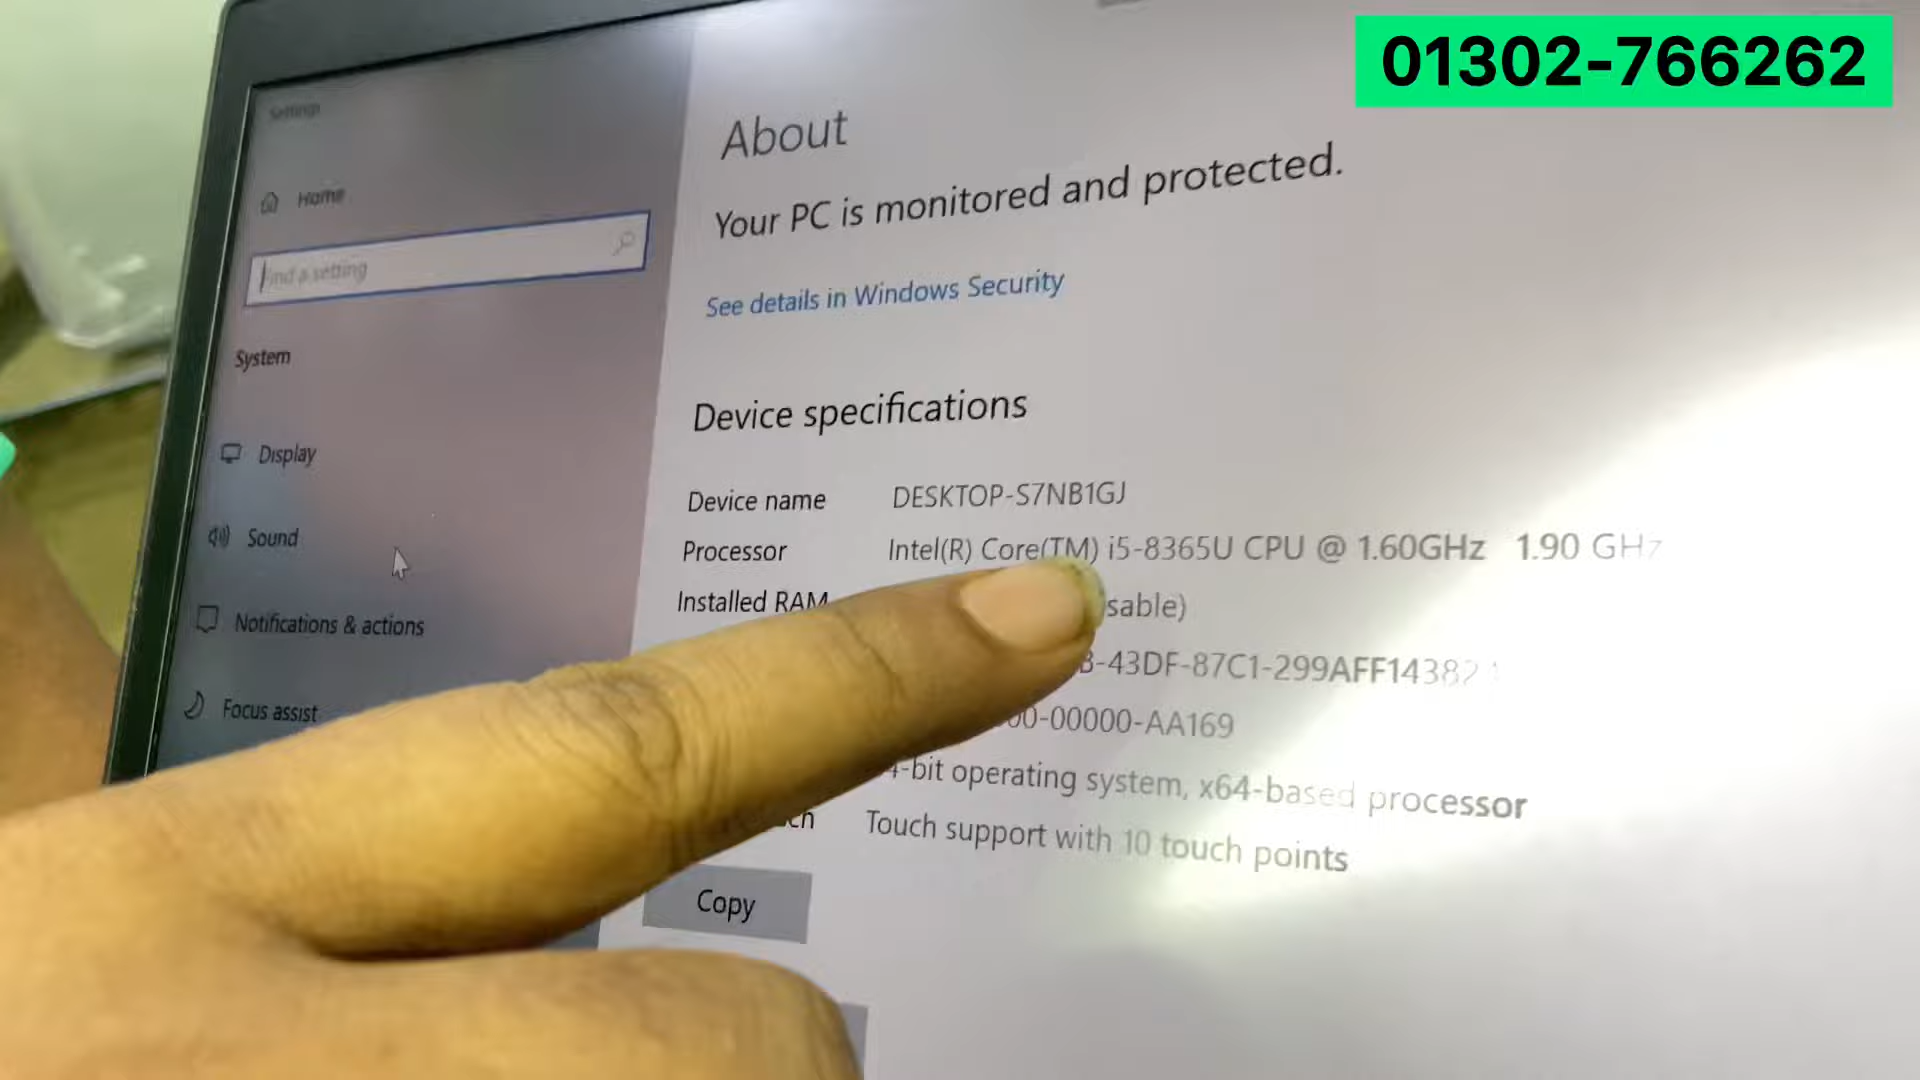 01302-766262
Settings
Home
Find a setting
System
Display
Sound
Notifications & actions
Focus assist
About
Your PC is monitored and protected.
See details in Windows Security
Device specifications
Device name DESKTOP-S7NB1GJ
Processor Intel(R) Core(TM) i5-8365U CPU @ 1.60GHz 1.90 GHz
Installed RAM sable)
-43DF-87C1-299AFF14382
00-00000-AA169
-bit operating system, x64-based processor
ch Touch support with 10 touch points
Copy